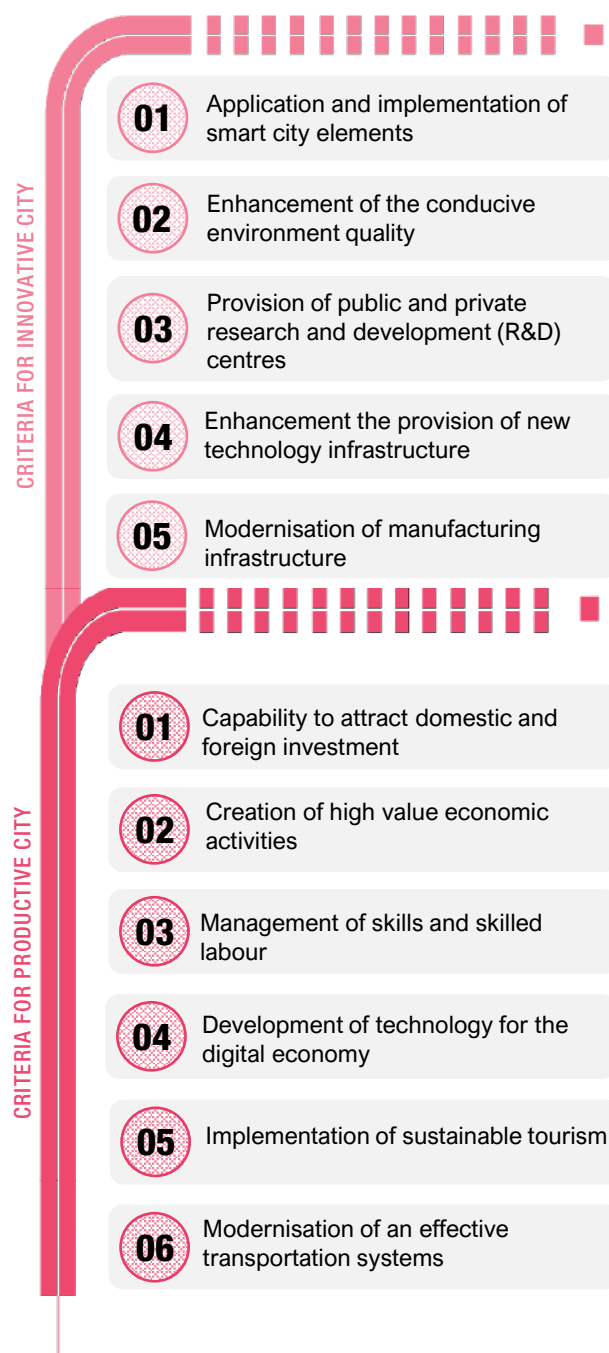 CRITERIA FOR INNOVATIVE CITY
01
Application and implementation of
smart city elements
02
Enhancement of the conducive
environment quality
03
Provision of public and private
research and development (R&D)
centres
04
Enhancement the provision of new
technology infrastructure
05
Modernisation of manufacturing
infrastructure
CRITERIA FOR PRODUCTIVE CITY
01
Capability to attract domestic and
foreign investment
02
Creation of high value economic
activities
03
Management of skills and skilled
labour
04
Development of technology for the
digital economy
05
Implementation of sustainable tourism
06
Modernisation of an effective
transportation systems